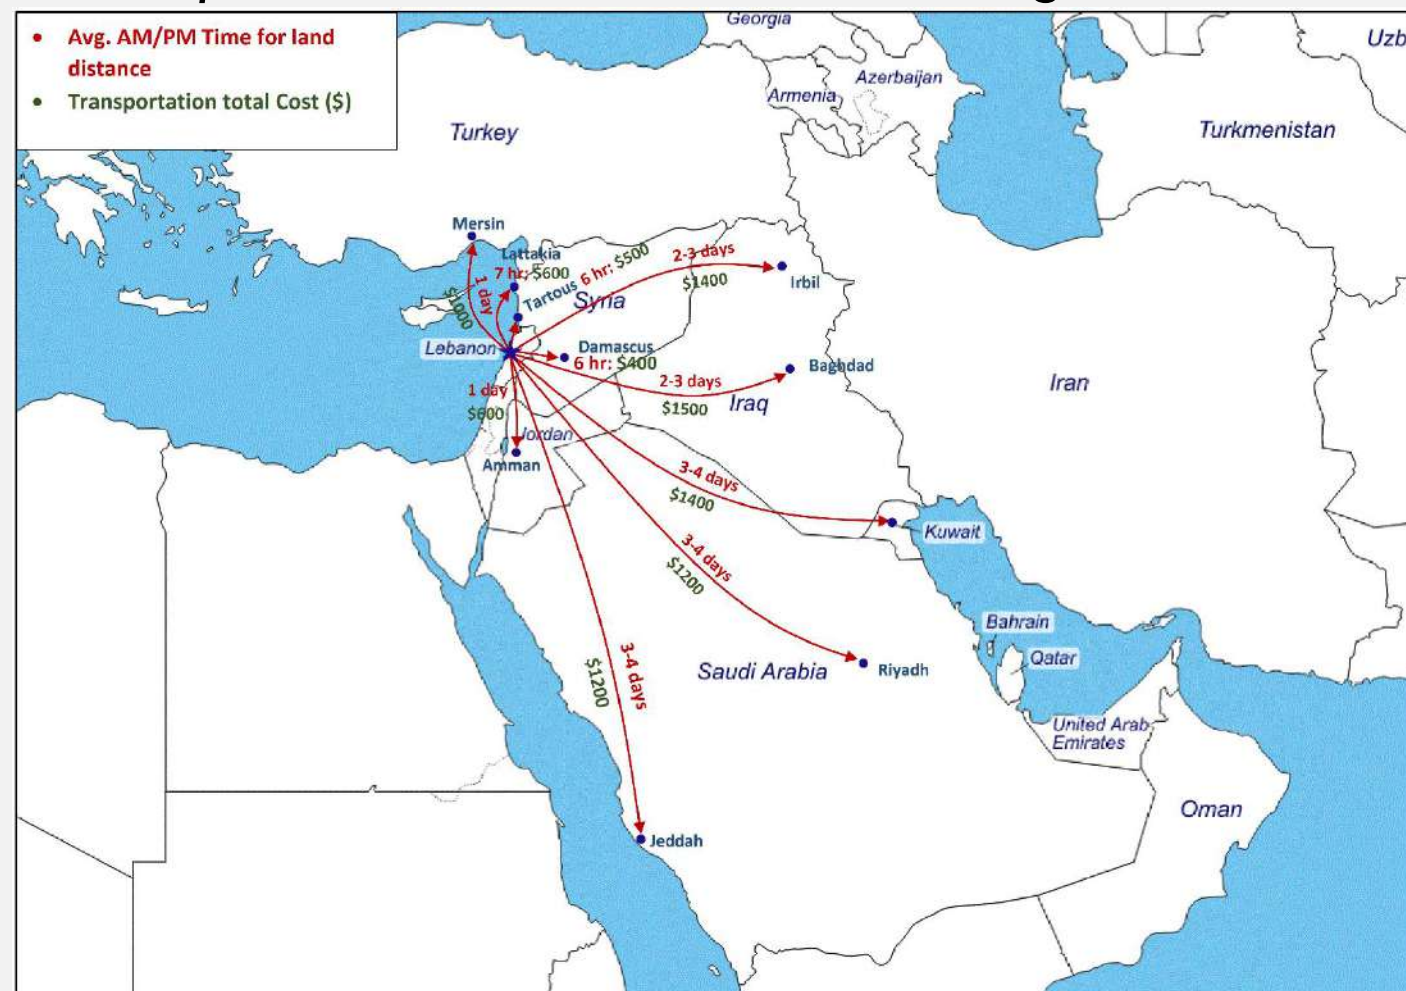 • Avg. AM/PM Time for land
distance
• Transportation total Cost ($)
Georgia
Uzb
Azerbaijan
Armenia
Turkey
Turkmenistan
Mersin
Lattakia
7 hr: $600
Tartous 6 hr: $500
2-3 days
$1400
Irbil
1 day
$1000
Syria
Lebanon
Damascus
6 hr: $400
Baghdad
2-3 days
$1500
Iraq
Iran
1 day
$600
Jordan
Amman
3-4 days
$1400
Kuwait
3-4 days
$1200
Bahrain
Qatar
3-4 days
$1200
Saudi Arabia
Riyadh
United Arab
Emirates
Oman
Jeddah